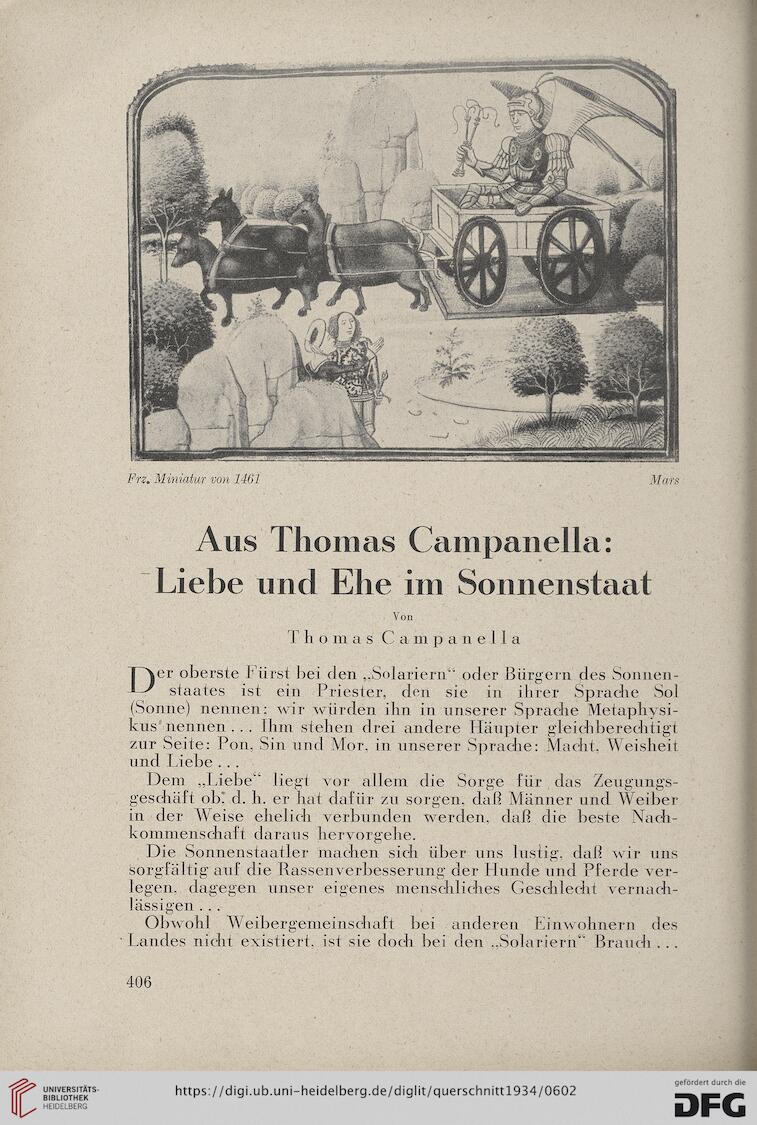 Frz. Miniatur von 1461
Mars
Aus Thomas Campanella:
Liebe und Ehe im Sonnenstaat
Von
Thomas Campanella
Der oberste Fürst bei den „Solariern“ oder Bürgern des Sonnen-
staates ist ein Priester, den sie in ihrer Sprache Sol
(Sonne) nennen; wir würden ihn in unserer Sprache Metaphysi-
kus nennen ... Ihm stehen drei andere Häupter gleichberechtigt
zur Seite: Pon, Sin und Mor, in unserer Sprache: Macht, Weisheit
und Liebe ...
Dem „Liebe“ liegt vor allem die Sorge für das Zeugungs-
geschäft ob; d. h. er hat dafür zu sorgen, daß Männer und Weiber
in der Weise ehelich verbunden werden, daß die beste Nach-
kommenschaft daraus hervorgehe.
Die Sonnenstaatler machen sich über uns lustig, daß wir uns
sorgfältig auf die Rassenverbesserung der Hunde und Pferde ver-
legen, dagegen unser eigenes menschliches Geschlecht vernach-
lässigen ...
Obwohl Weibergemeinschaft bei anderen Einwohnern des
Landes nicht existiert, ist sie doch bei den „Solariern“ Brauch ...
406
UNIVERSITÄTS-
BIBLIOTHEK
HEIDELBERG
https://digi.ub.uni-heidelberg.de/diglit/querschnitt1934/0602
gefördert durch die
DFG